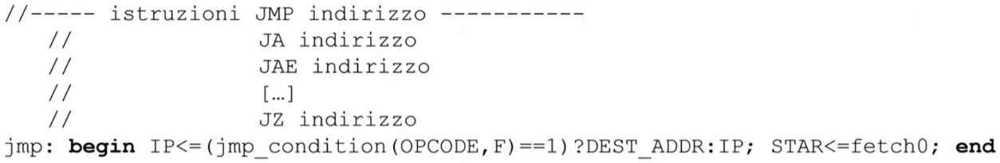 //----- istruzioni JMP indirizzo -----------
// JA indirizzo
// JAE indirizzo
// […]
// JZ indirizzo
jmp: begin IP<=(jmp_condition(OPCODE,F)==1)?DEST_ADDR:IP; STAR<=fetch0; end